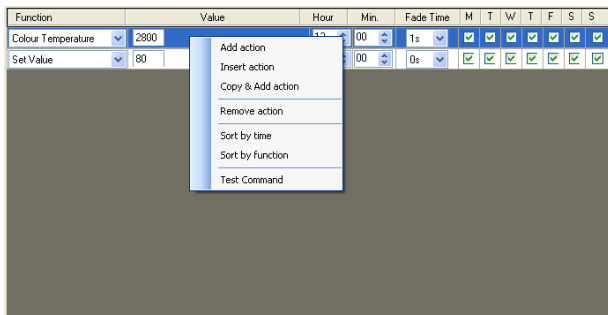 Function Value Hour Min. Fade Time M T W T F S S
Colour Temperature 2800 00 1s
Set Value 80 00 0s
Add action
Insert action
Copy & Add action
Remove action
Sort by time
Sort by function
Test Command